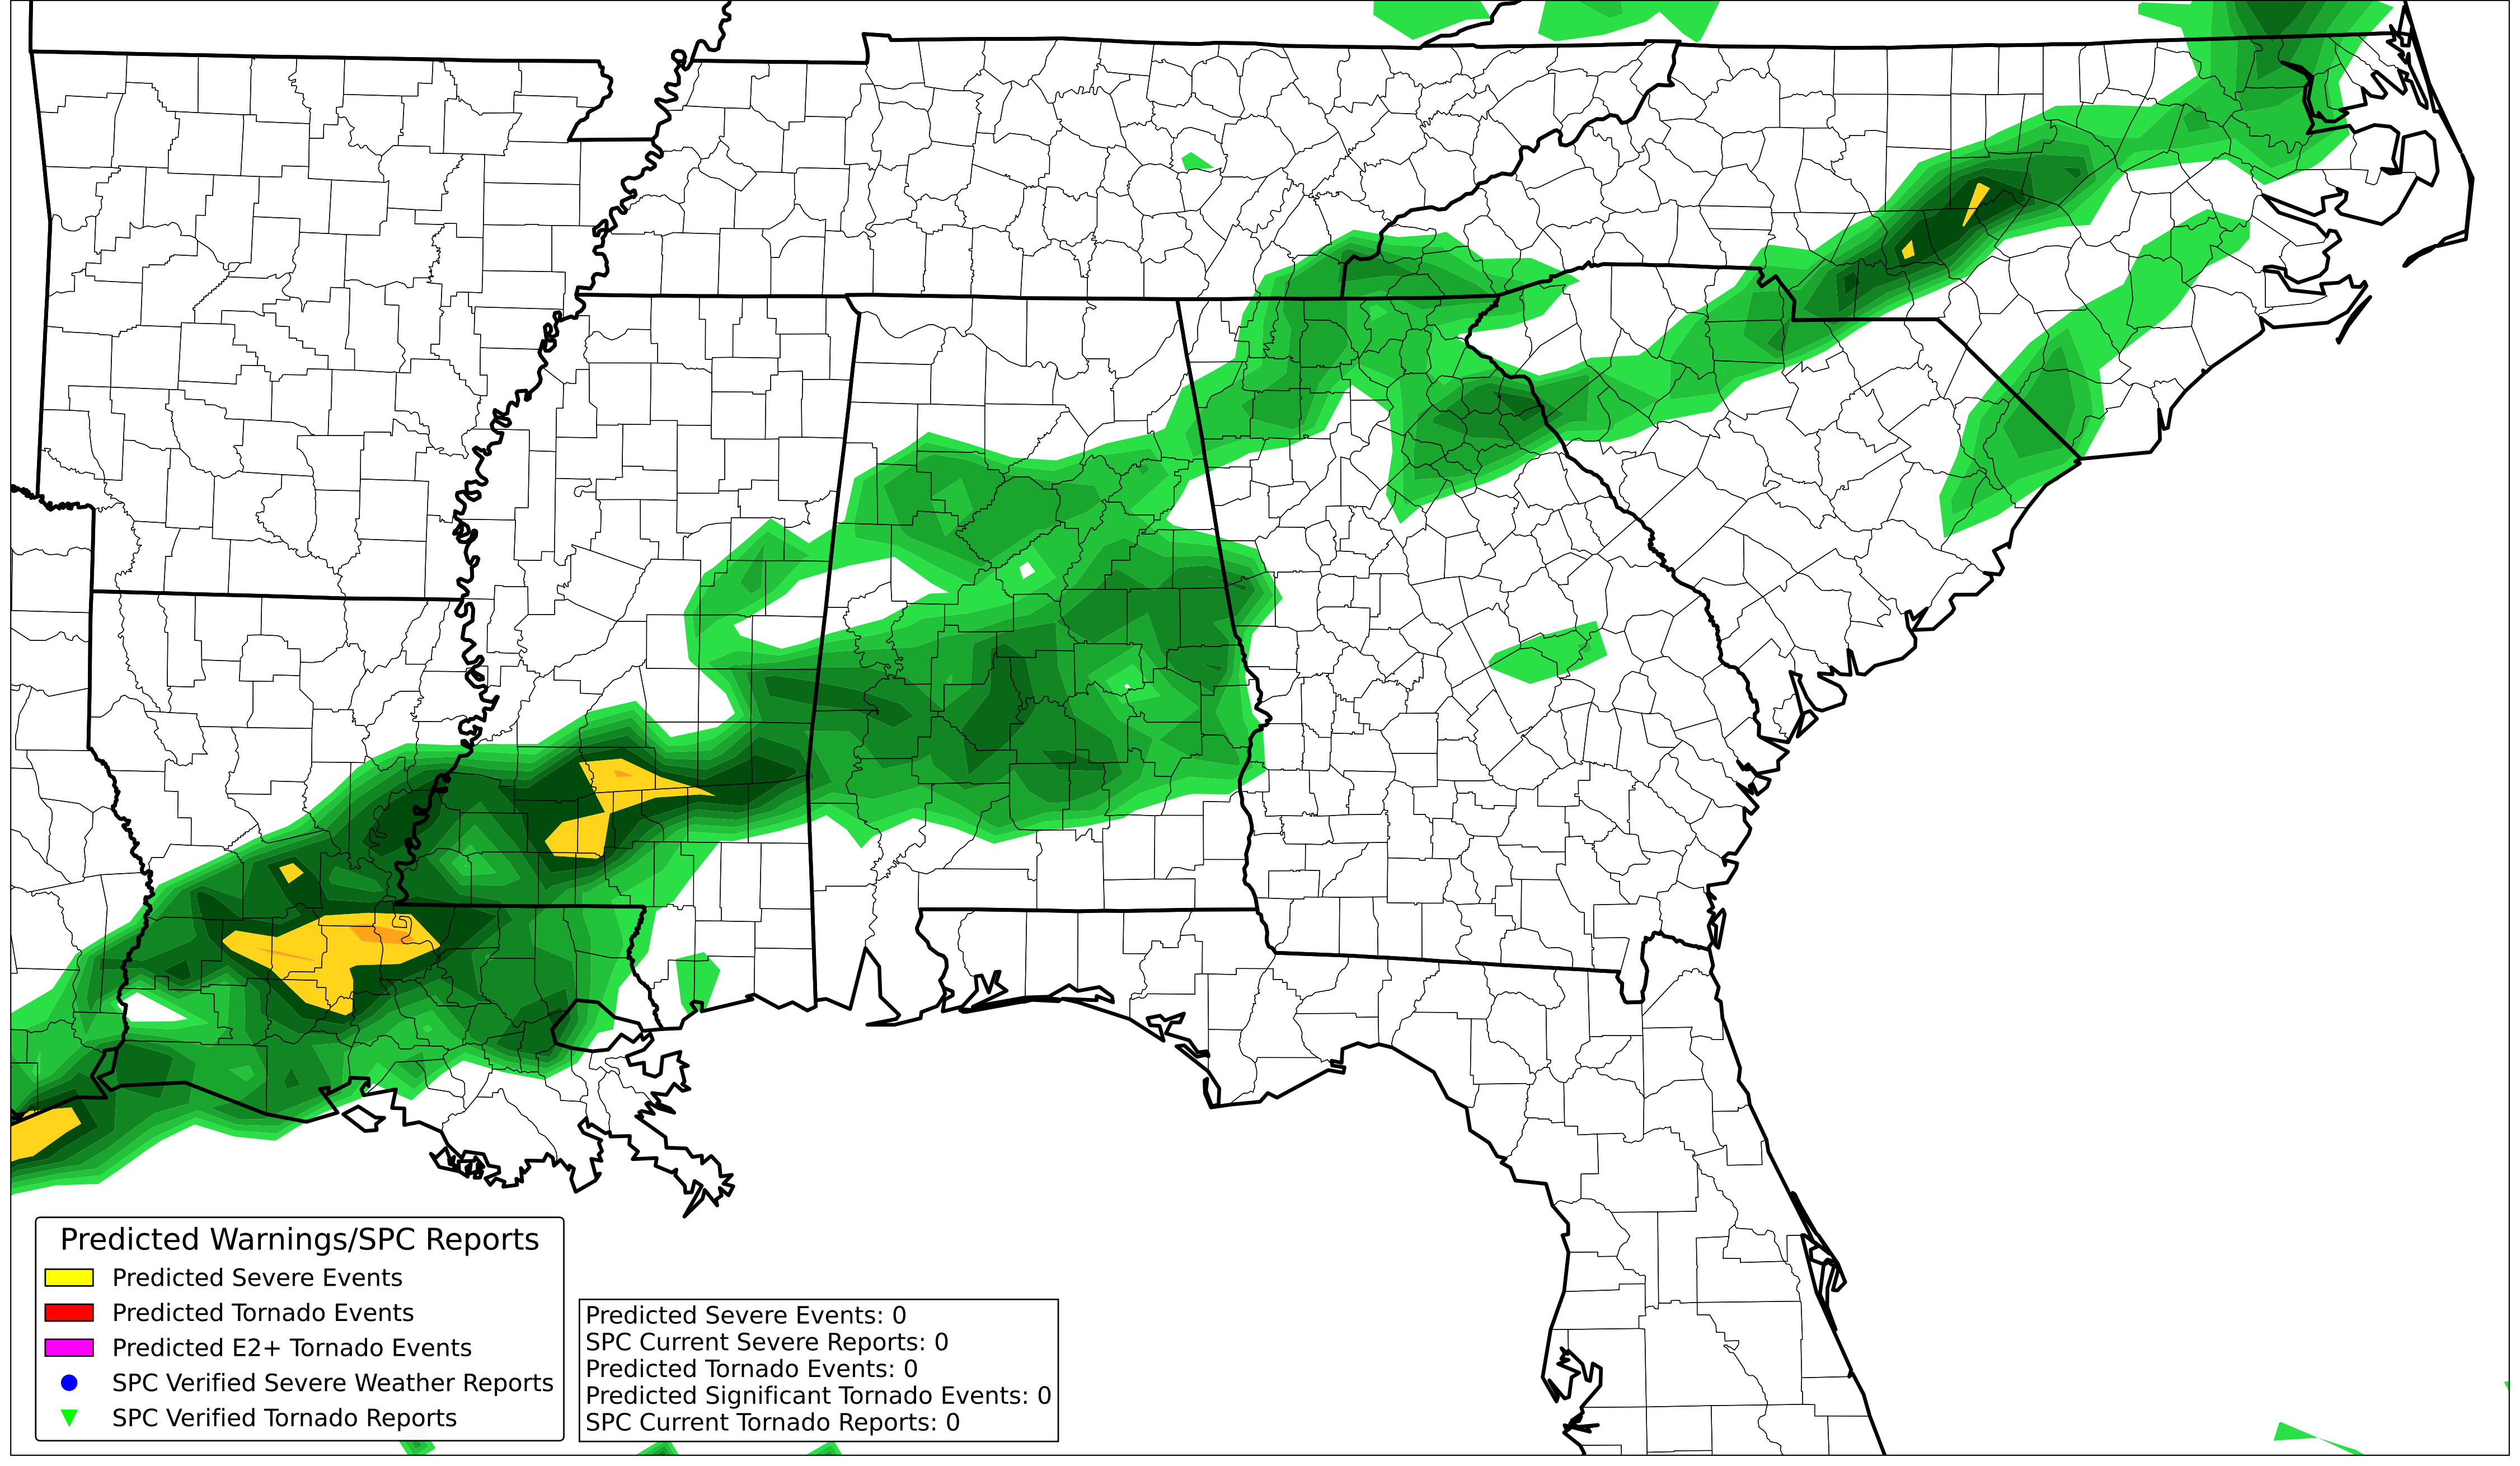 Predicted Warnings/SPC Reports
Predicted Severe Events
Predicted Tornado Events
Predicted E2+ Tornado Events
SPC Verified Severe Weather Reports
SPC Verified Tornado Reports
Predicted Severe Events: 0
SPC Current Severe Reports: 0
Predicted Tornado Events: 0
Predicted Significant Tornado Events: 0
SPC Current Tornado Reports: 0